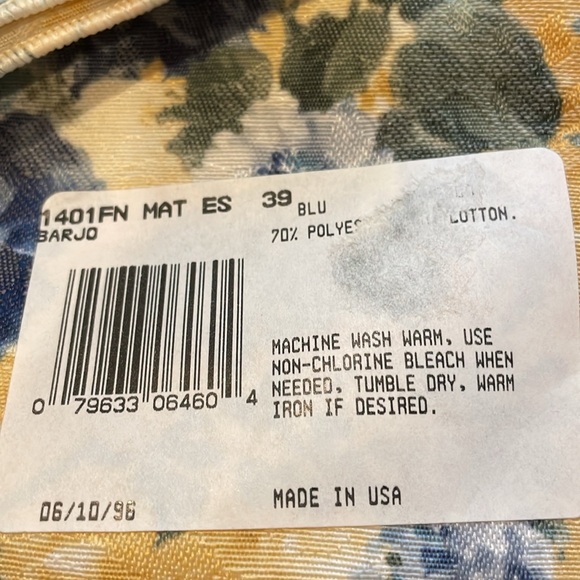 1401FN MAT ES 39 BLU
BARJO
70% COTTON.
MACHINE WASH WARM, USE
NON-CHLORINE BLEACH WHEN
NEEDED, TUMBLE DRY, WARM
IRON IF DESIRED.
0 79633 06460 4
06/10/96
MADE IN USA